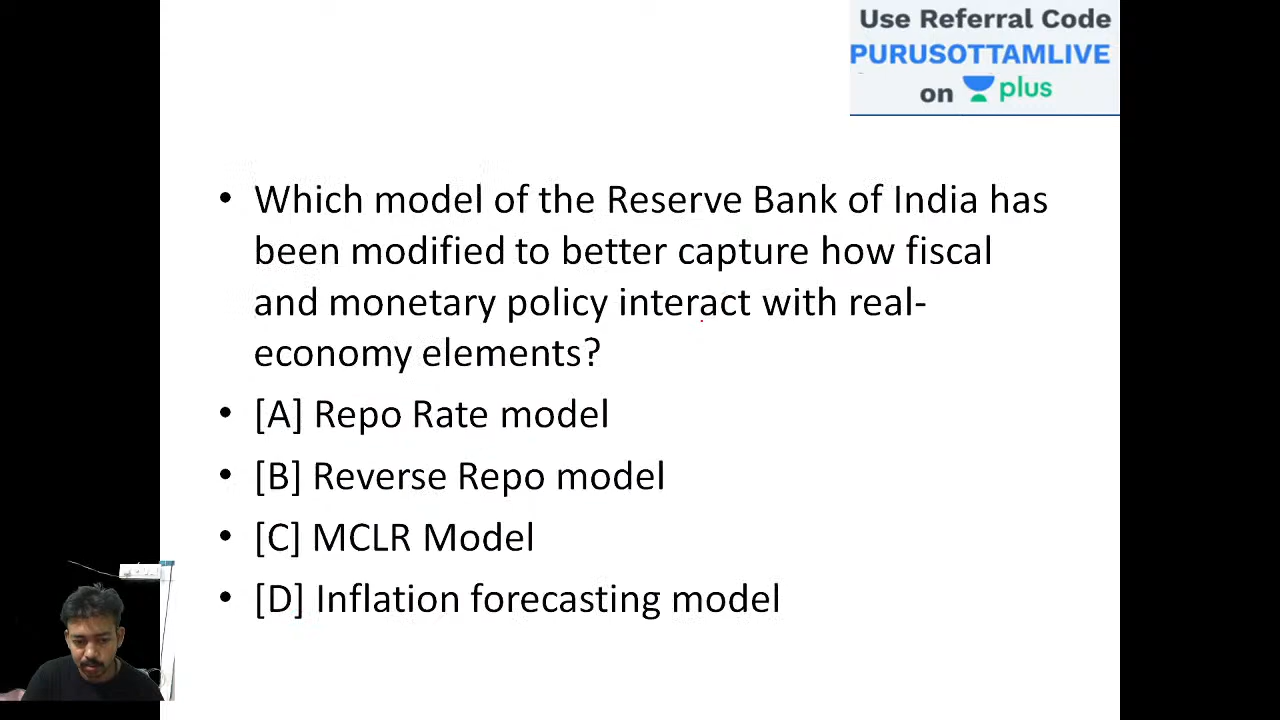 Use Referral Code
PURUSOTTAMLIVE
on plus
• Which model of the Reserve Bank of India has
been modified to better capture how fiscal
and monetary policy interact with real-
economy elements?
• [A] Repo Rate model
• [B] Reverse Repo model
• [C] MCLR Model
• [D] Inflation forecasting model